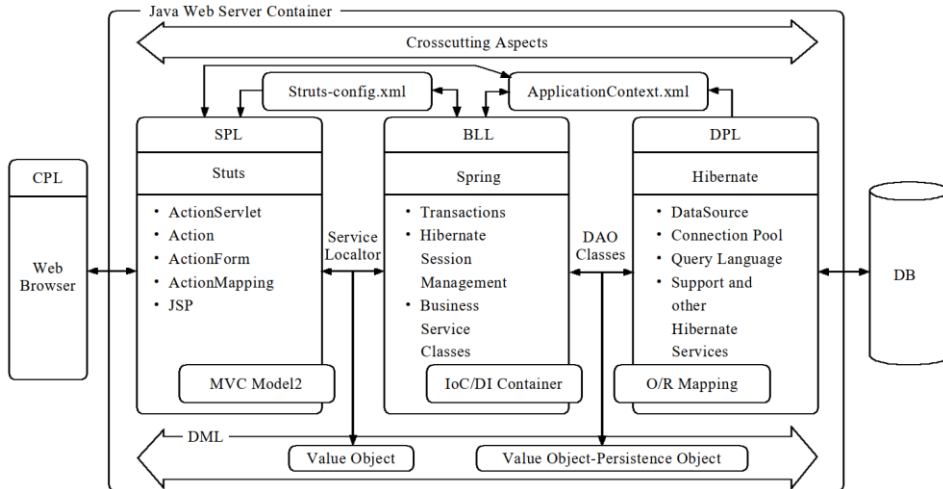 Java Web Server Container
Crosscutting Aspects
Struts-config.xml
ApplicationContext.xml
SPL
BLL
DPL
CPL
Stuts
Spring
Hibernate
Web
Browser
• ActionServlet
• Action
• ActionForm
• ActionMapping
• JSP
Service
Localtor
• Transactions
• Hibernate
Session
Management
• Business
Service
Classes
DAO
Classes
• DataSource
• Connection Pool
• Query Language
• Support and
other
Hibernate
Services
DB
MVC Model2
IoC/DI Container
O/R Mapping
DML
Value Object
Value Object-Persistence Object